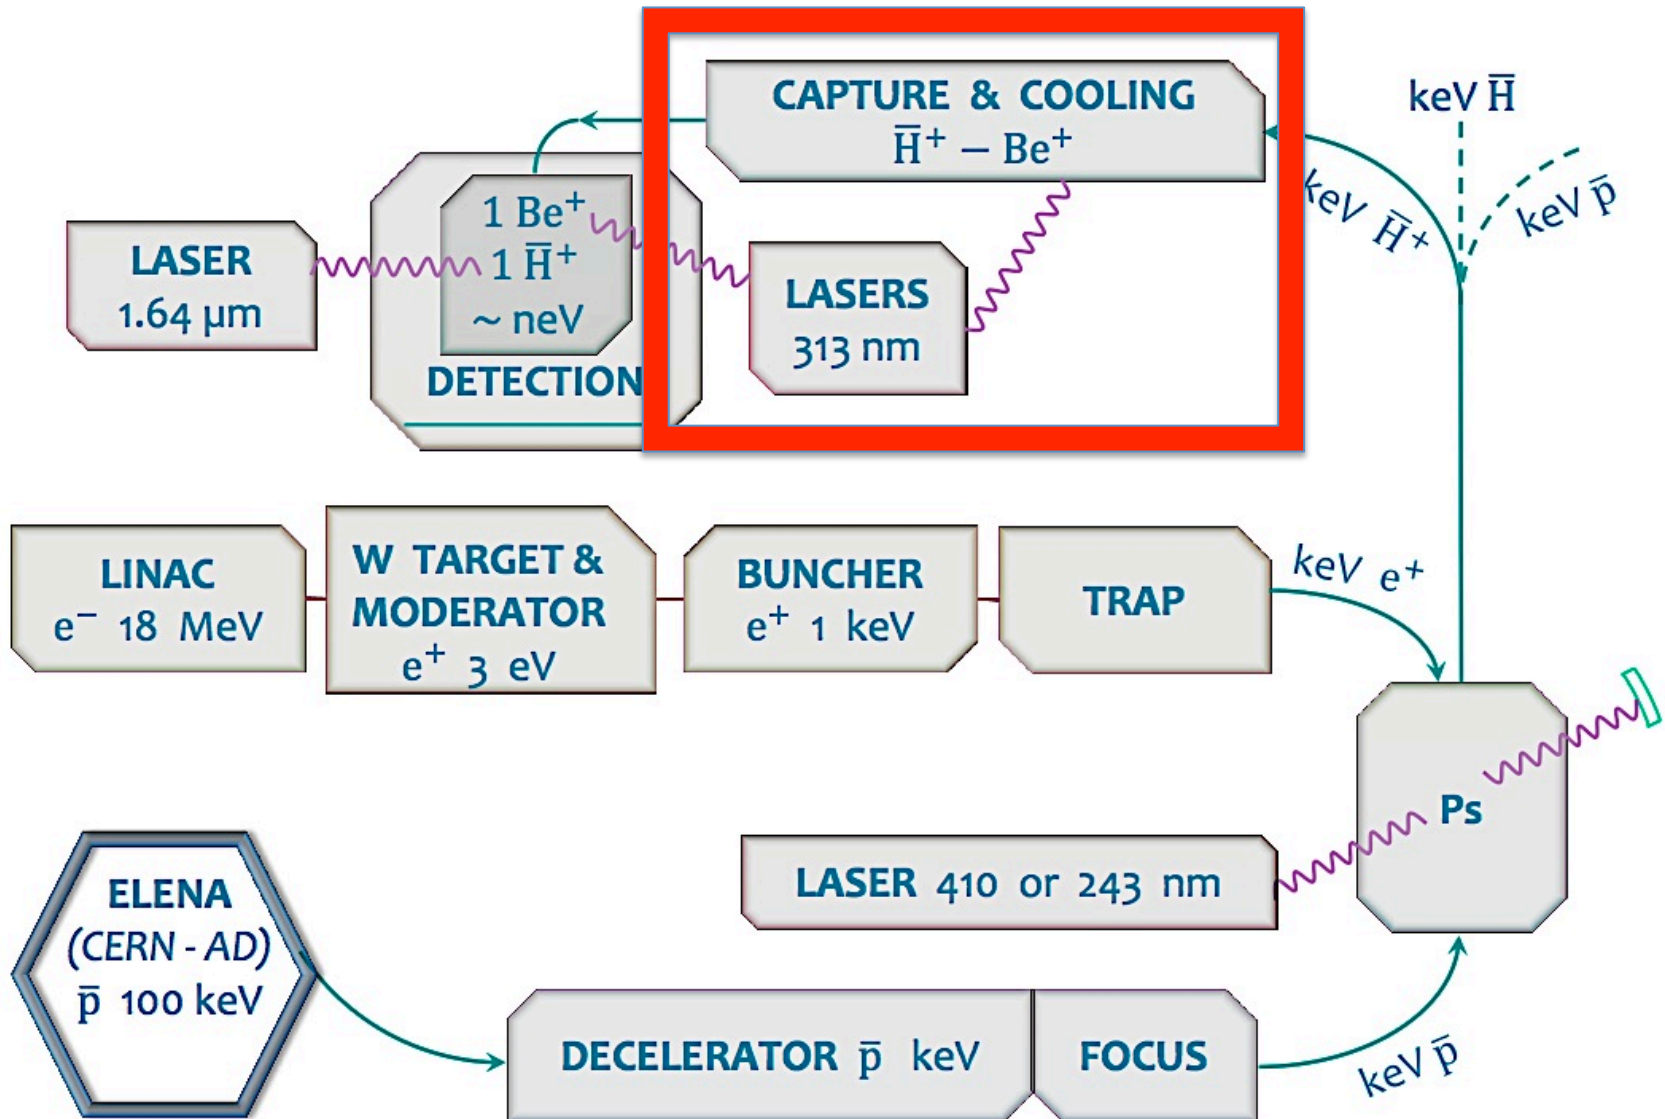 CAPTURE & COOLING
H̅⁺ – Be⁺
keV H̅
keV H̅⁺
keV p̅
1 Be⁺
1 H̅⁺
~ neV
DETECTION
LASER
1.64 µm
LASERS
313 nm
LINAC
e⁻ 18 MeV
W TARGET &
MODERATOR
e⁺ 3 eV
BUNCHER
e⁺ 1 keV
TRAP
keV e⁺
Ps
LASER 410 or 243 nm
ELENA
(CERN - AD)
p̅ 100 keV
DECELERATOR p̅ keV
FOCUS
keV p̅